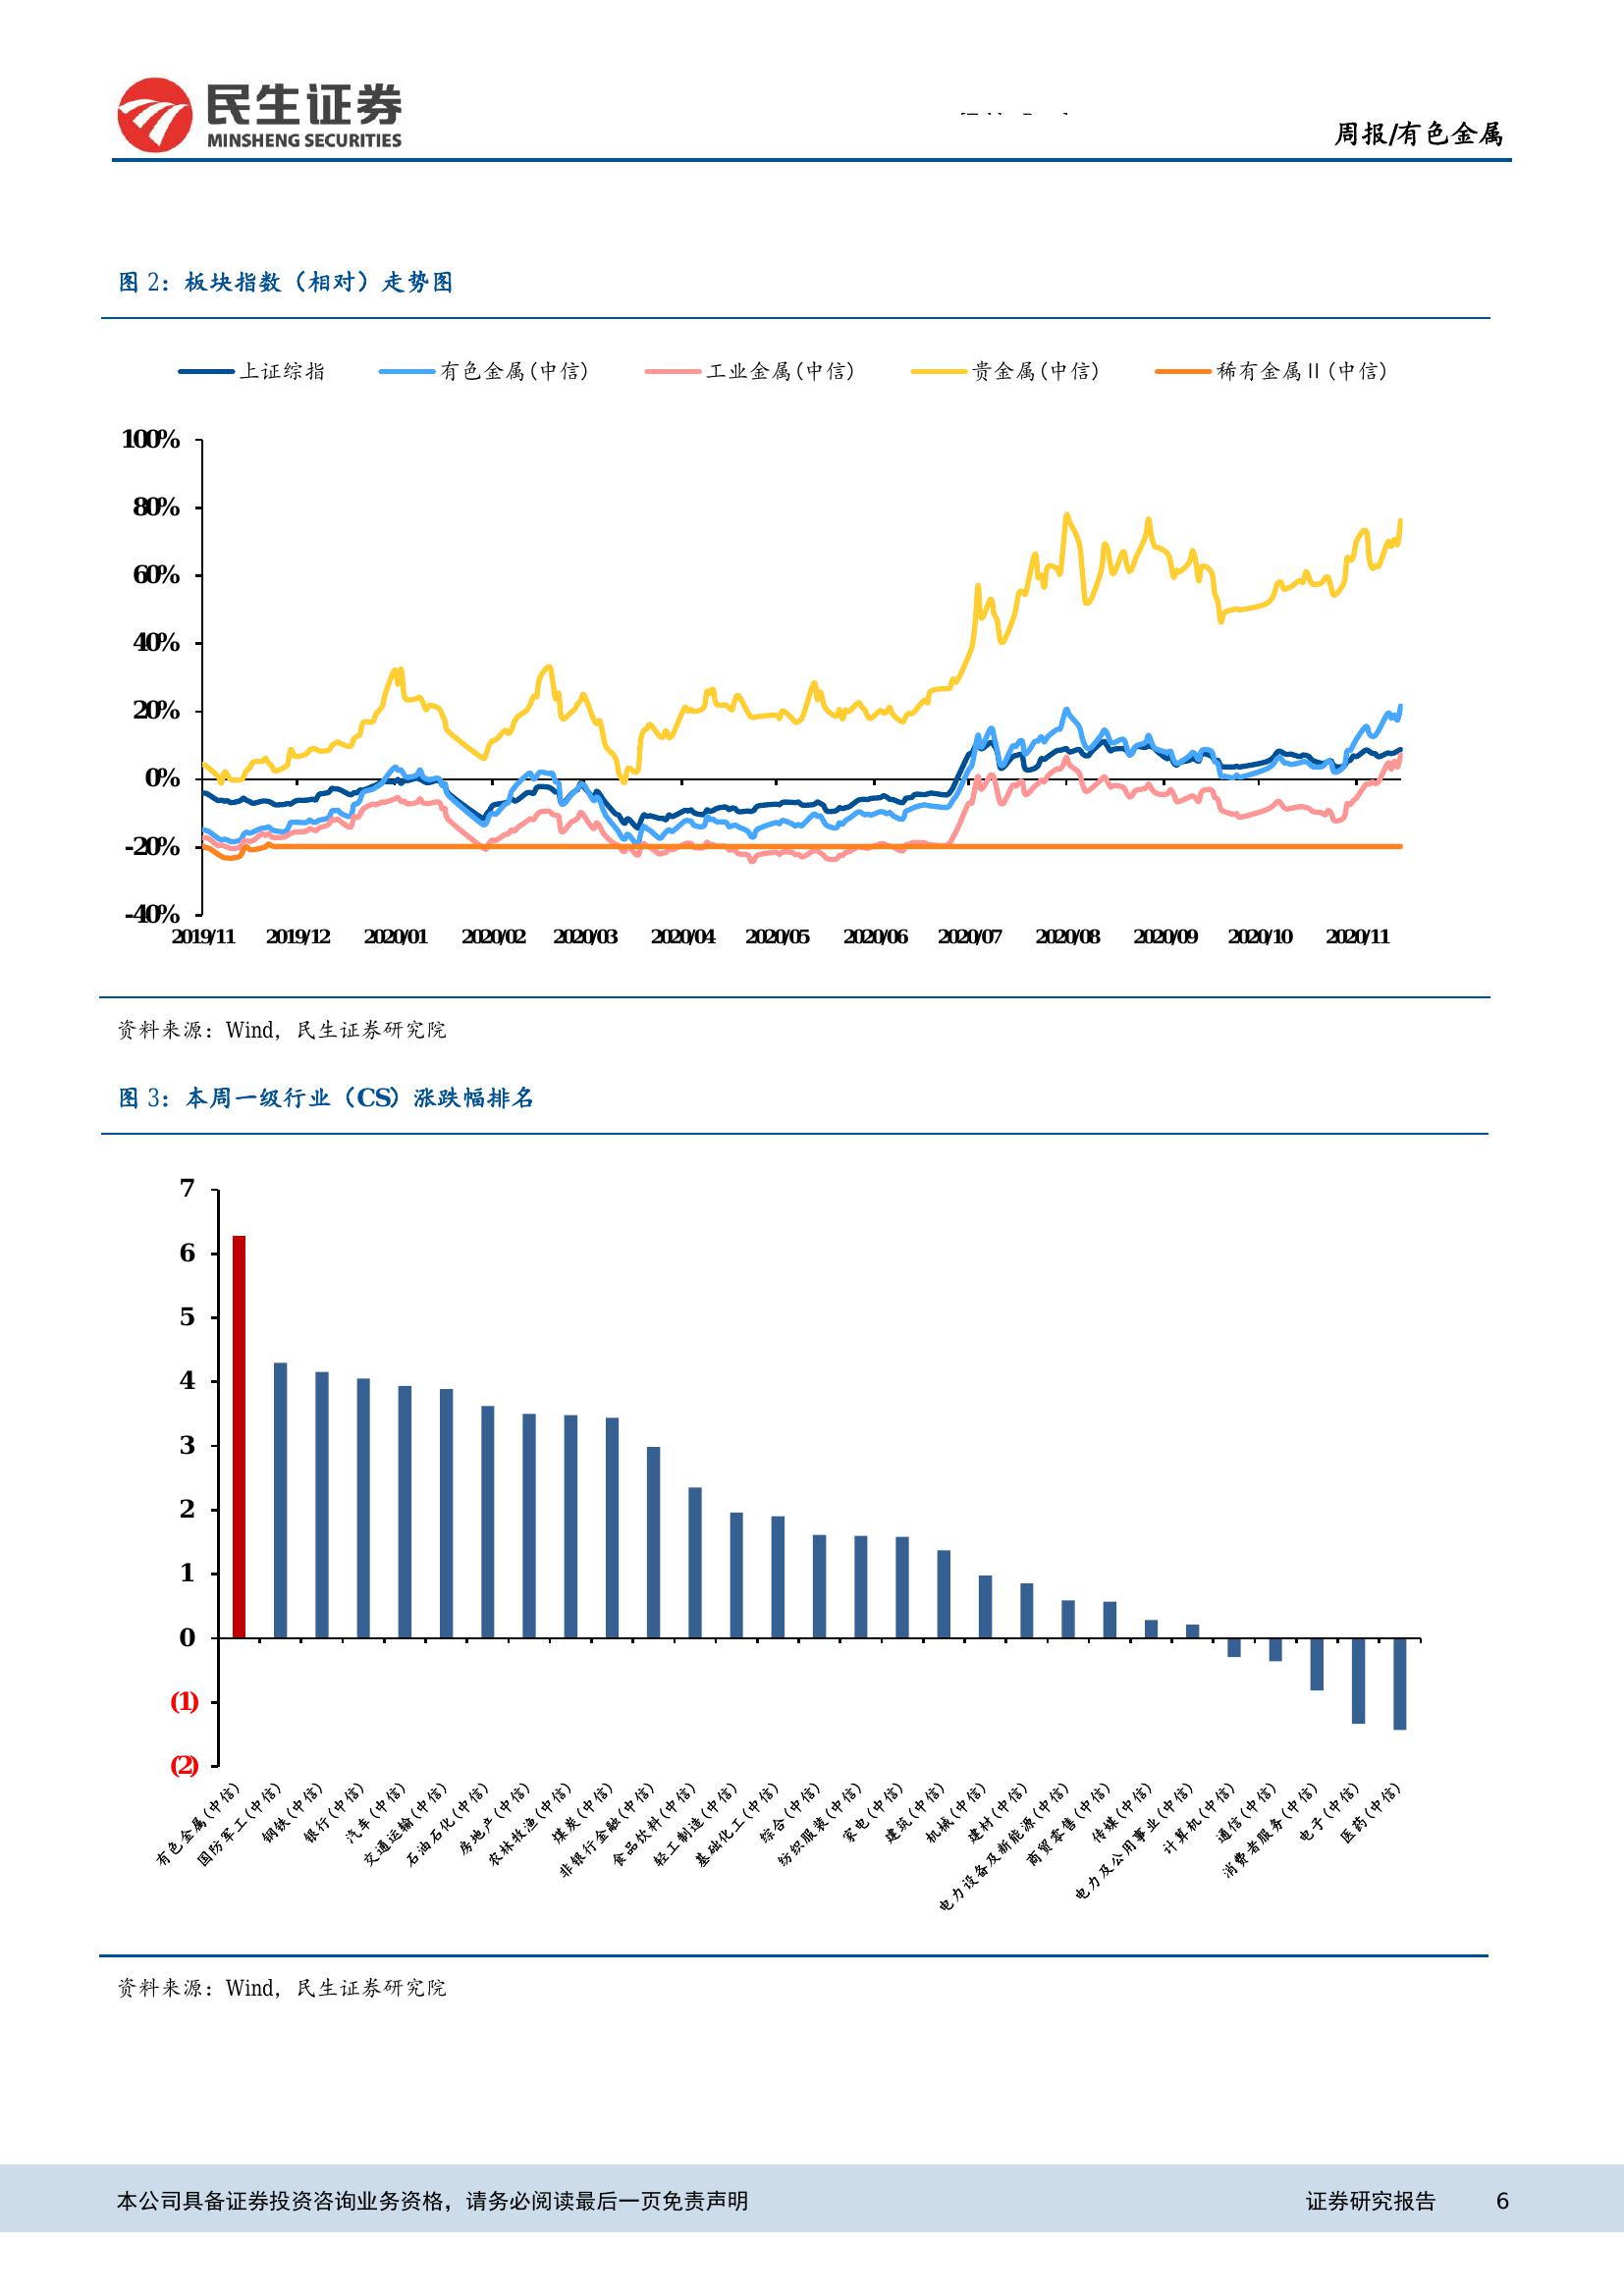 民生证券
MINSHENG SECURITIES
周报/有色金属
图 2：板块指数（相对）走势图
上证综指 有色金属(中信) 工业金属(中信) 贵金属(中信) 稀有金属Ⅱ(中信)
100%
80%
60%
40%
20%
0%
-20%
-40%
2019/11 2019/12 2020/01 2020/02 2020/03 2020/04 2020/05 2020/06 2020/07 2020/08 2020/09 2020/10 2020/11
资料来源：Wind，民生证券研究院
图 3：本周一级行业（CS）涨跌幅排名
7
6
5
4
3
2
1
0
(1)
(2)
有色金属(中信)
国防军工(中信)
钢铁(中信)
银行(中信)
汽车(中信)
交通运输(中信)
石油石化(中信)
房地产(中信)
农林牧渔(中信)
煤炭(中信)
非银行金融(中信)
食品饮料(中信)
轻工制造(中信)
基础化工(中信)
综合(中信)
纺织服装(中信)
家电(中信)
建筑(中信)
机械(中信)
建材(中信)
电力设备及新能源(中信)
商贸零售(中信)
传媒(中信)
电力及公用事业(中信)
计算机(中信)
通信(中信)
消费者服务(中信)
电子(中信)
医药(中信)
资料来源：Wind，民生证券研究院
本公司具备证券投资咨询业务资格，请务必阅读最后一页免责声明 证券研究报告 6